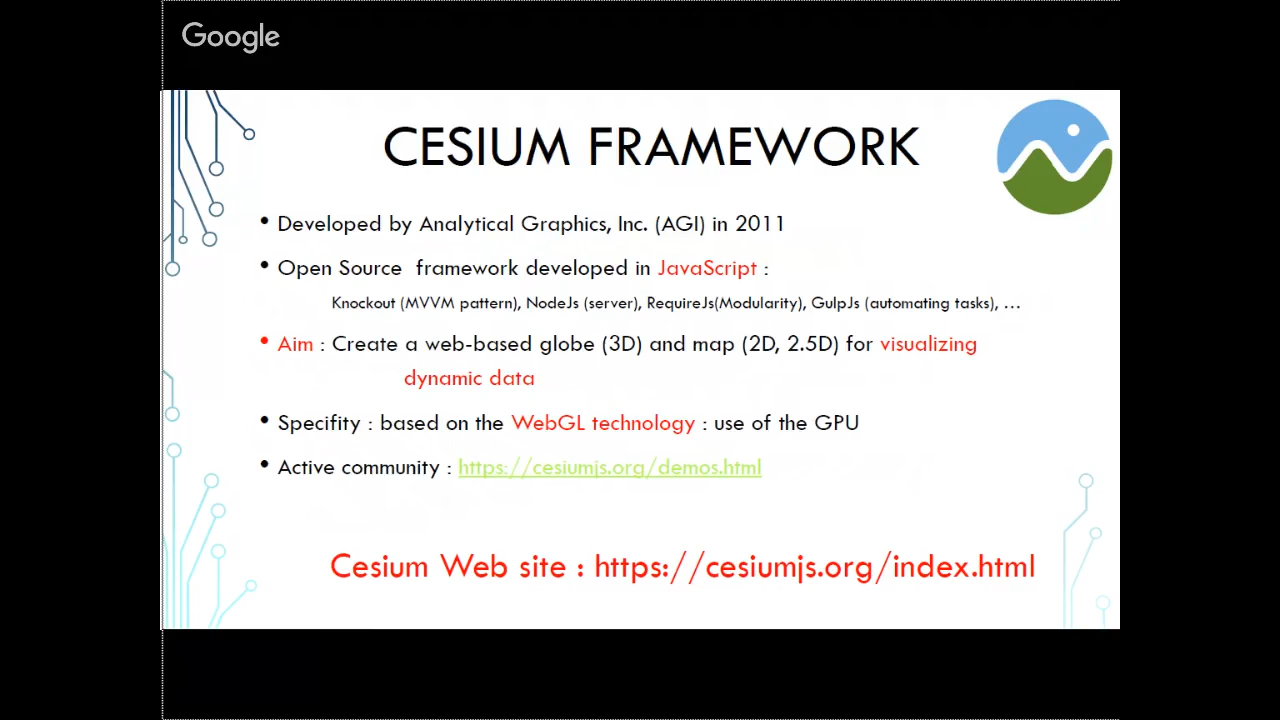 Google
CESIUM FRAMEWORK
• Developed by Analytical Graphics, Inc. (AGI) in 2011
• Open Source framework developed in JavaScript :
Knockout (MVVM pattern), NodeJs (server), RequireJs(Modularity), GulpJs (automating tasks), ...
• Aim : Create a web-based globe (3D) and map (2D, 2.5D) for visualizing
dynamic data
• Specifity : based on the WebGL technology : use of the GPU
• Active community : https://cesiumjs.org/demos.html
Cesium Web site : https://cesiumjs.org/index.html